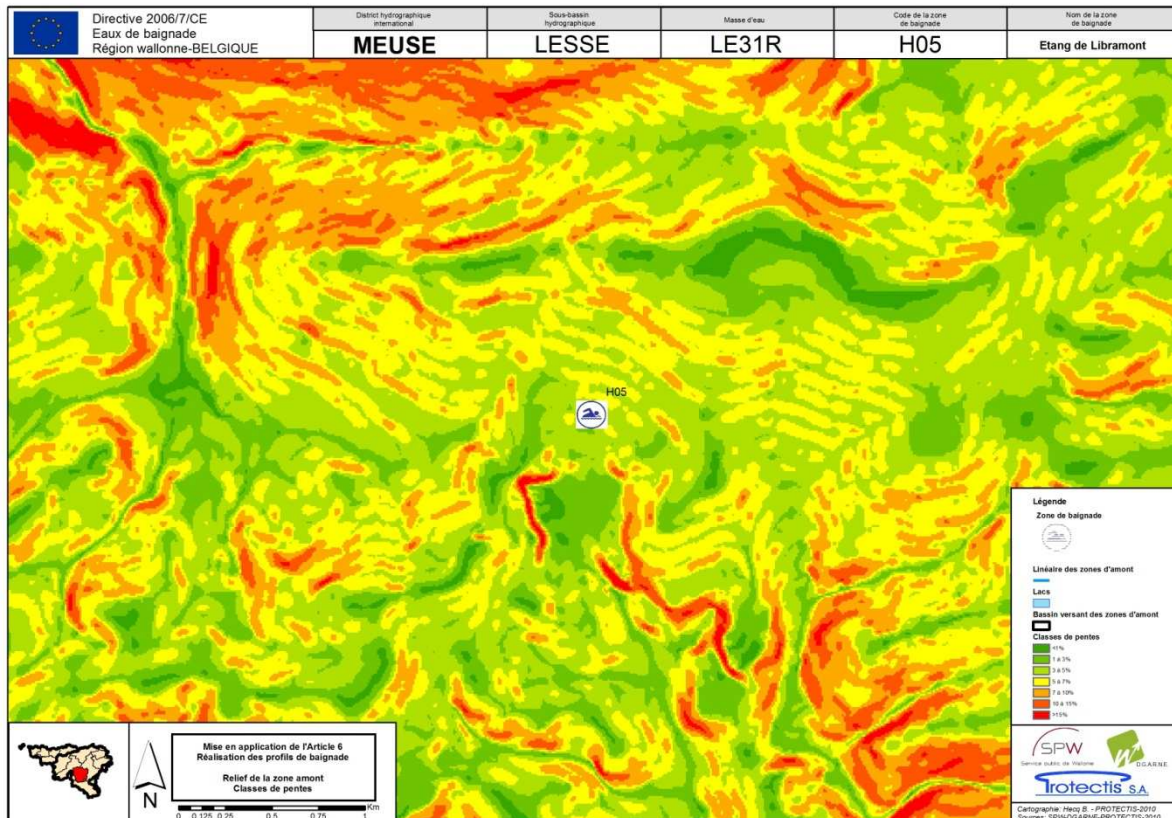 Directive 2006/7/CE
Eaux de baignade
Région wallonne-BELGIQUE
District hydrographique
international
MEUSE
Sous-bassin
hydrographique
LESSE
Masse d'eau
LE31R
Code de la zone
de baignade
H05
Nom de la zone
de baignade
Etang de Libramont
H05
Légende
Zone de baignade
Linéaire des zones d'amont
Lacs
Bassin versant des zones d'amont
Classes de pentes
<1%
1 à 3%
3 à 5%
5 à 7%
7 à 10%
10 à 15%
>15%
N
Mise en application de l'Article 6
Réalisation des profils de baignade
Relief de la zone amont
Classes de pentes
Km
0 0,125 0,25 0,5 0,75 1
SPW
Service public de Wallonie
DGARNE
Protectis S.A.
Cartographie: Hecq B. - PROTECTIS-2010
Sources: SPW-DGARNE-PROTECTIS-2010